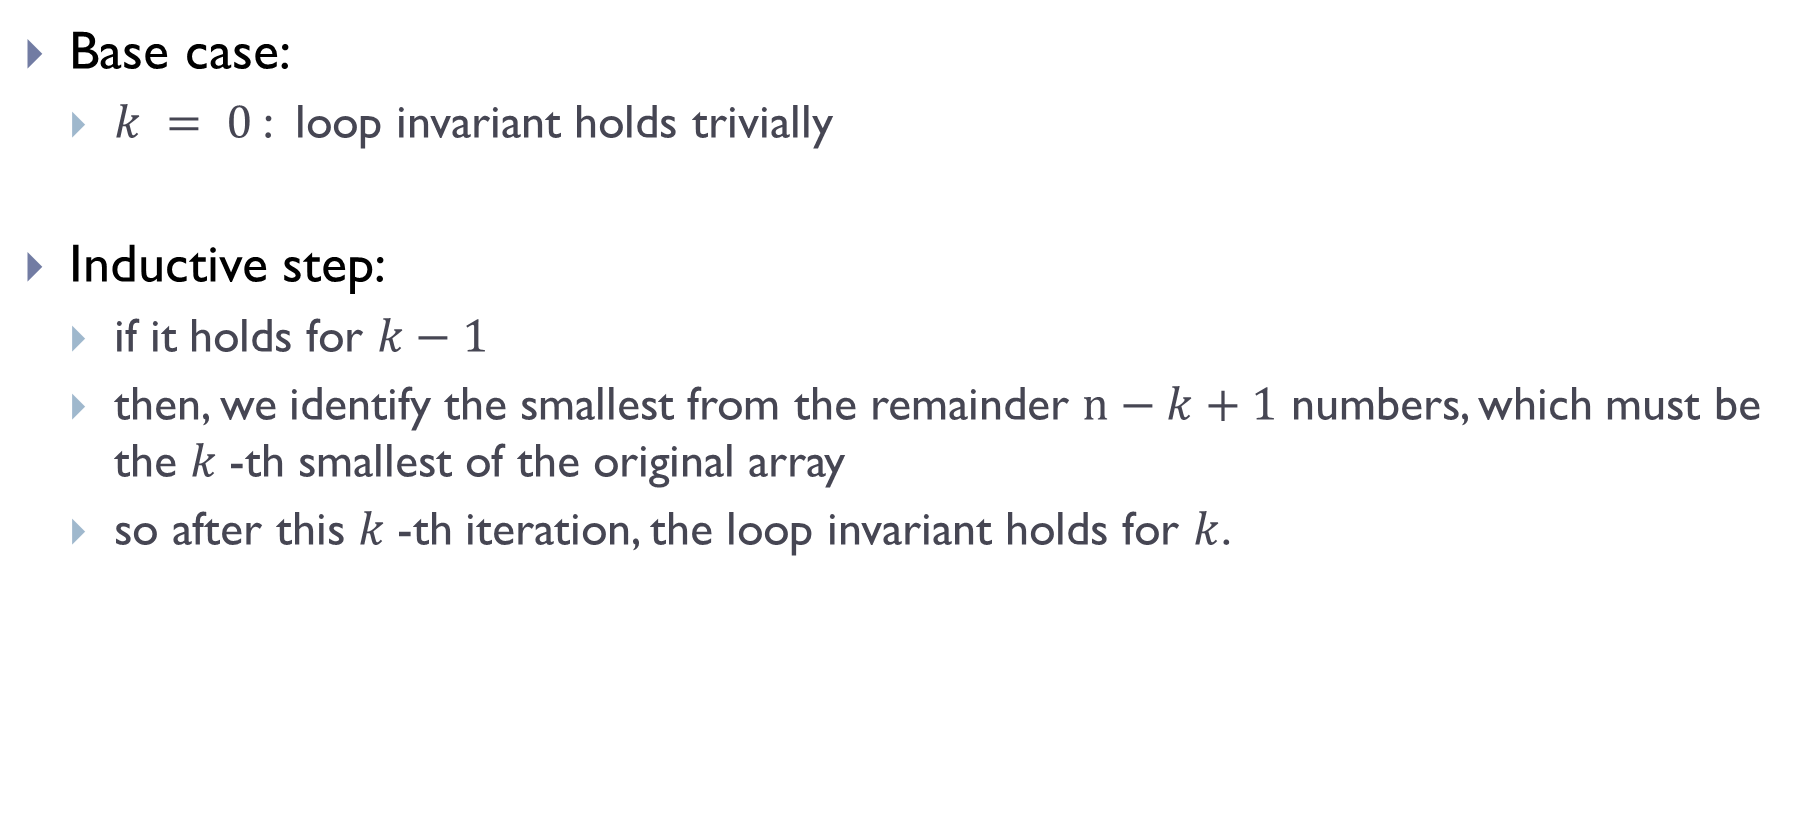 Base case:
k = 0 : loop invariant holds trivially
Inductive step:
if it holds for k − 1
then, we identify the smallest from the remainder n − k + 1 numbers, which must be
the k -th smallest of the original array
so after this k -th iteration, the loop invariant holds for k.